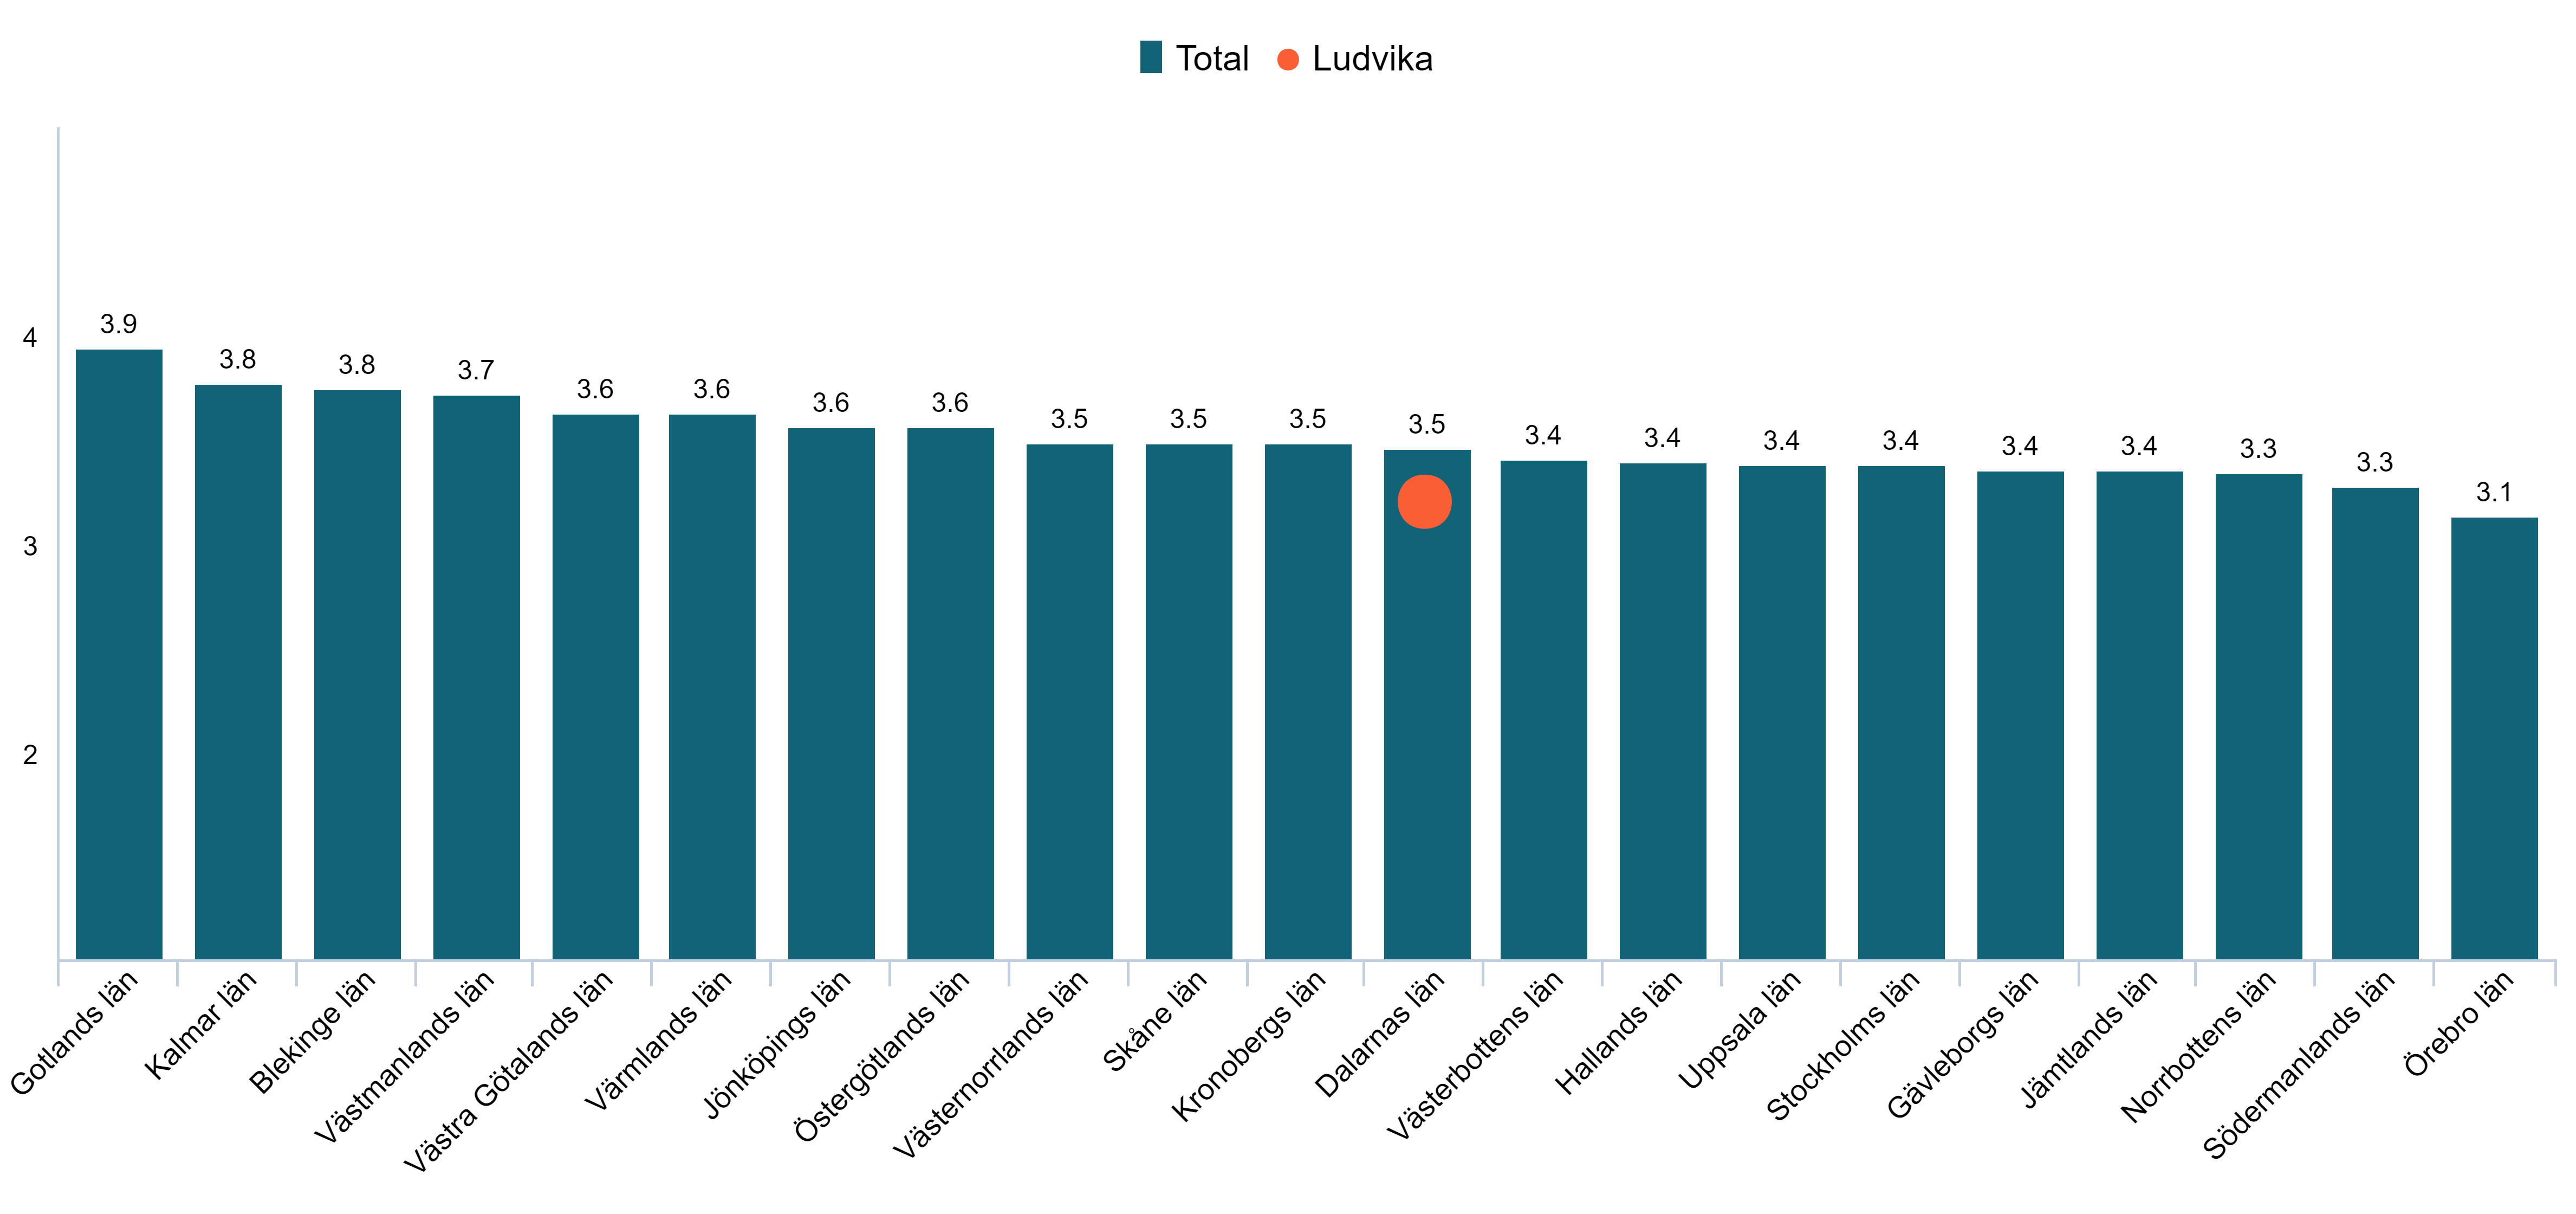 Total Ludvika
4
3
2
3.9 3.8 3.8 3.7 3.6 3.6 3.6 3.6 3.5 3.5 3.5 3.5 3.4 3.4 3.4 3.4 3.4 3.4 3.3 3.3 3.1
Gotlands län
Kalmar län
Blekinge län
Västmanlands län
Västra Götalands län
Värmlands län
Jönköpings län
Östergötlands län
Västernorrlands län
Skåne län
Kronobergs län
Dalarnas län
Västerbottens län
Hallands län
Uppsala län
Stockholms län
Gävleborgs län
Jämtlands län
Norrbottens län
Södermanlands län
Örebro län